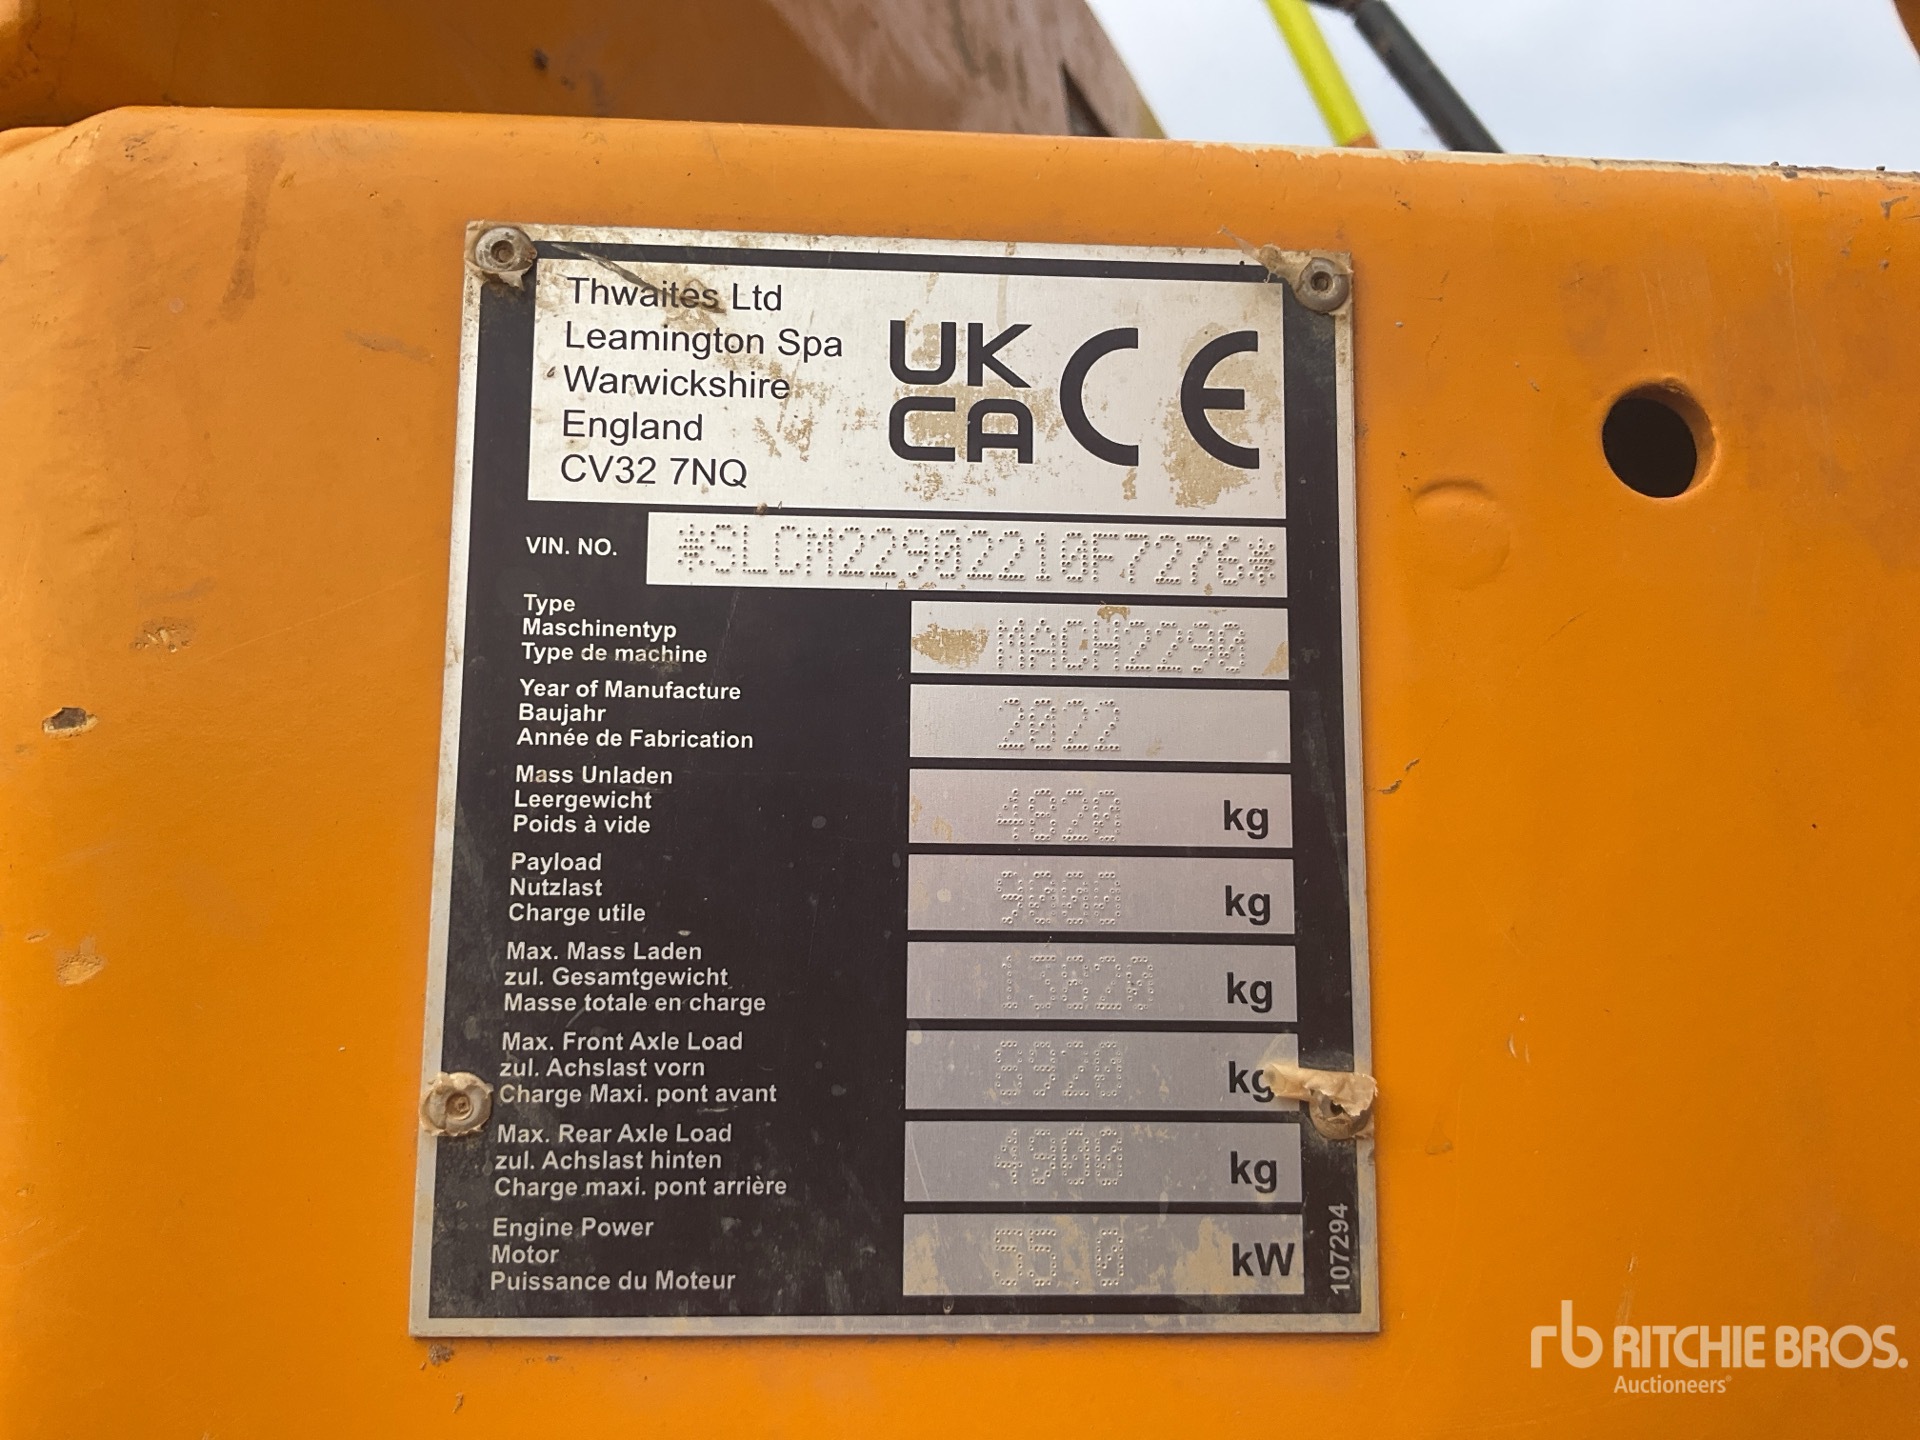 Thwaites Ltd
Leamington Spa
Warwickshire
England
CV32 7NQ
UK
CA
CE
VIN. NO. *SLCM22902210F7276*
Type
Maschinentyp
Type de machine
MACH2290
Year of Manufacture
Baujahr
Année de Fabrication
2022
Mass Unladen
Leergewicht
Poids à vide
4820 kg
Payload
Nutzlast
Charge utile
9000 kg
Max. Mass Laden
zul. Gesamtgewicht
Masse totale en charge
13820 kg
Max. Front Axle Load
zul. Achslast vorn
Charge Maxi. pont avant
8920 kg
Max. Rear Axle Load
zul. Achslast hinten
Charge maxi. pont arrière
4900 kg
Engine Power
Motor
Puissance du Moteur
55.0 kW
107294
rb RITCHIE BROS.
Auctioneers